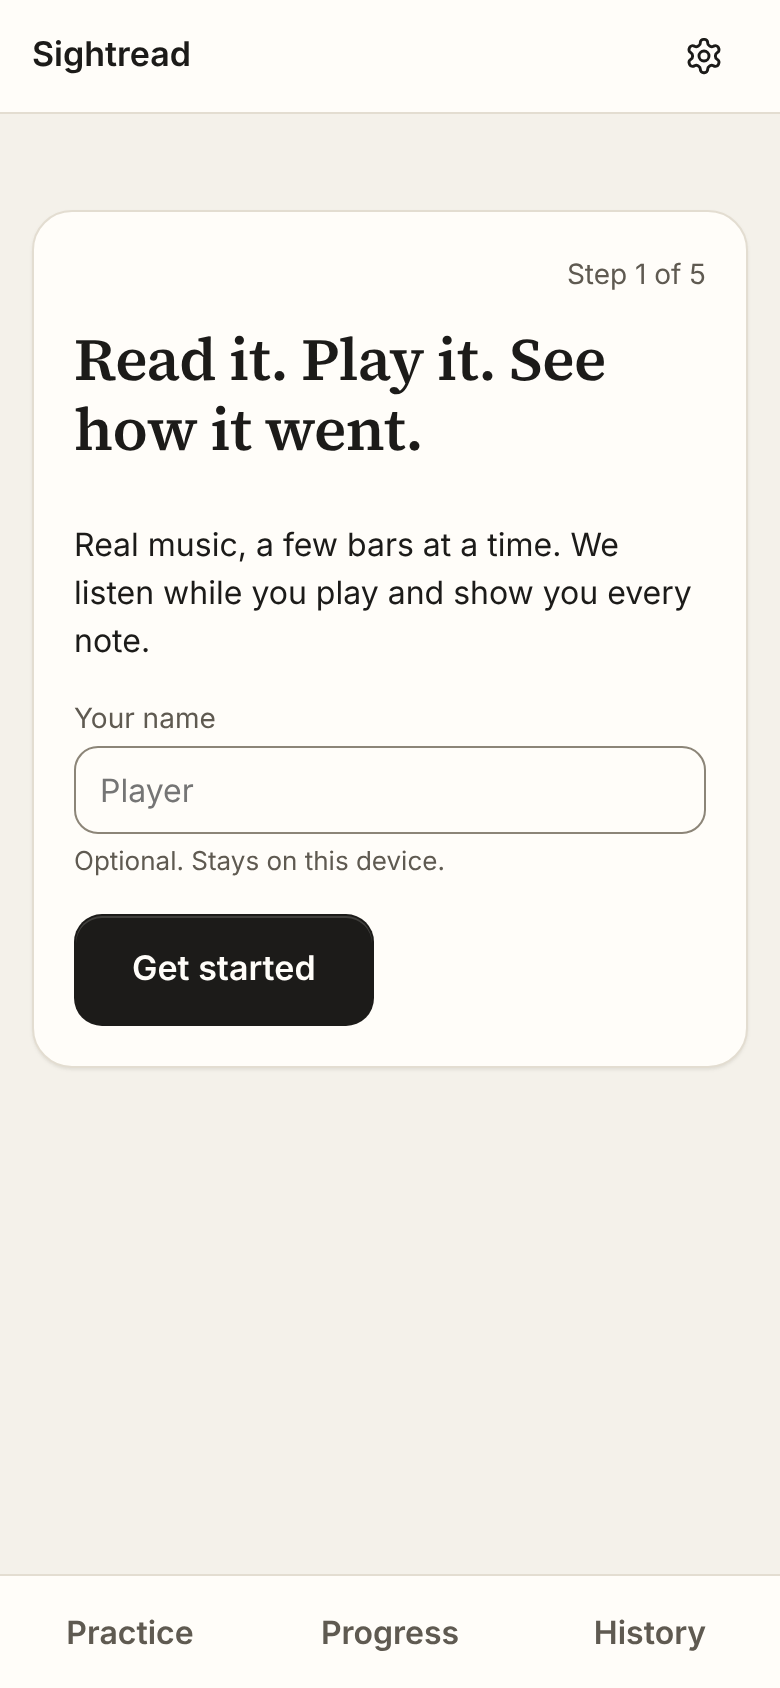 Sightread
Step 1 of 5
Read it. Play it. See
how it went.
Real music, a few bars at a time. We
listen while you play and show you every
note.
Your name
Player
Optional. Stays on this device.
Get started
Practice
Progress
History